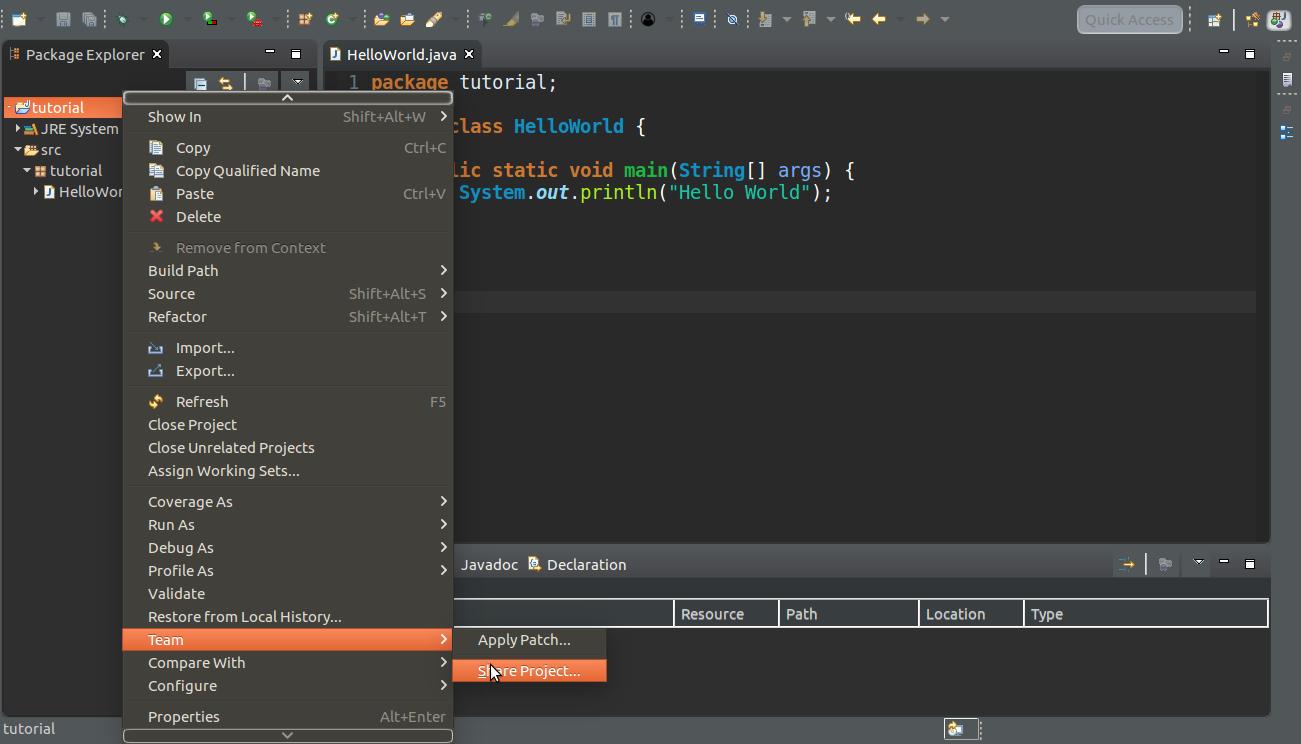 Quick Access
Package Explorer
HelloWorld.java
1 package tutorial;
tutorial
Show In Shift+Alt+W
class HelloWorld {
JRE System
src
Copy Ctrl+C
Copy Qualified Name
lic static void main(String[] args) {
tutorial
Paste Ctrl+V
System.out.println("Hello World");
HelloWor
Delete
Remove from Context
Build Path
Source Shift+Alt+S
Refactor Shift+Alt+T
Import...
Export...
Refresh F5
Close Project
Close Unrelated Projects
Assign Working Sets...
Coverage As
Run As
Debug As
Javadoc Declaration
Profile As
Validate
Restore from Local History...
Resource Path Location Type
Team
Apply Patch...
Compare With
Share Project...
Configure
Properties Alt+Enter
tutorial